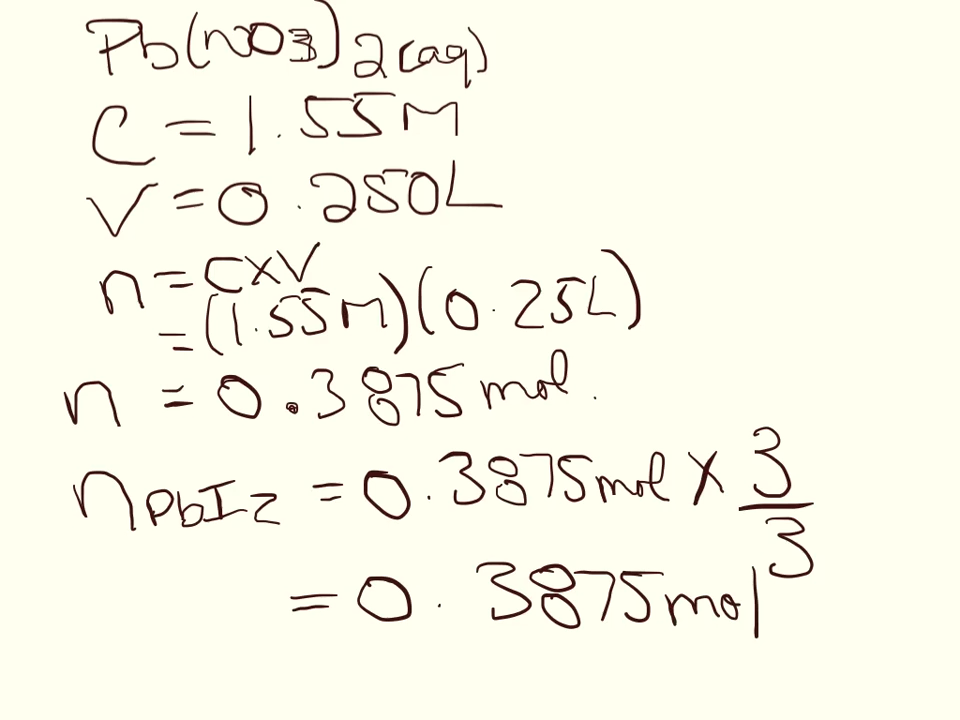 Pb(NO3)2(aq)
C = 1.55M
V = 0.250L
n = CXV
= (1.55M)(0.25L)
n = 0.3875 mol.
nPbI2 = 0.3875mol X 3/3
= 0.3875mol